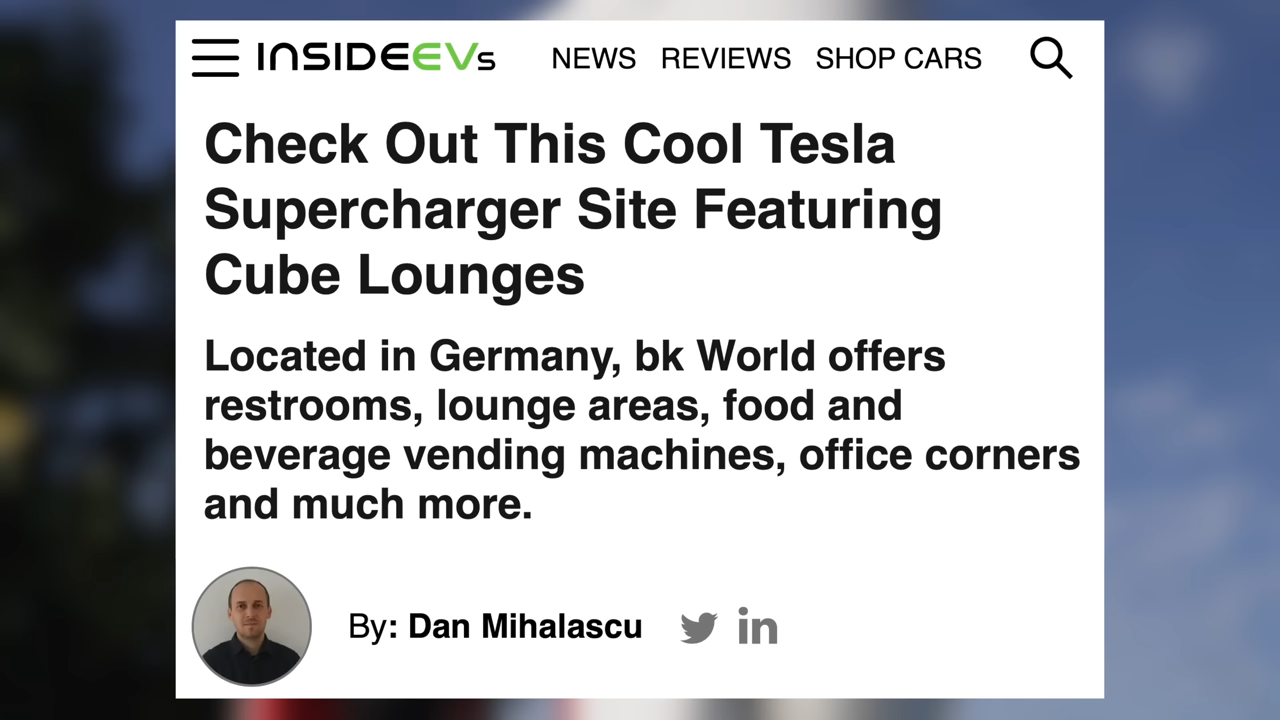 INSIDEEVs NEWS REVIEWS SHOP CARS
Check Out This Cool Tesla
Supercharger Site Featuring
Cube Lounges
Located in Germany, bk World offers
restrooms, lounge areas, food and
beverage vending machines, office corners
and much more.
By: Dan Mihalascu in